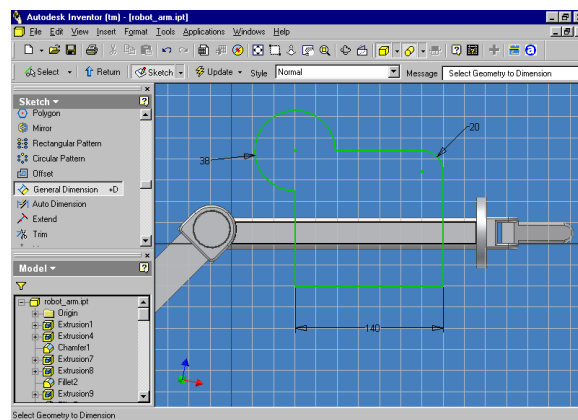 Autodesk Inventor [tm] - [robot_arm.ipt]
File Edit View Insert Format Tools Applications Windows Help
Select Return Sketch Update Style Normal Message Select Geometry to Dimension
Sketch
Polygon
Mirror
Rectangular Pattern
Circular Pattern
Offset
General Dimension +D
Auto Dimension
Extend
Trim
Model
robot_arm.ipt
Origin
Extrusion1
Extrusion4
Chamfer1
Extrusion7
Extrusion8
Fillet2
Extrusion9
20
38
140
Select Geometry to Dimension